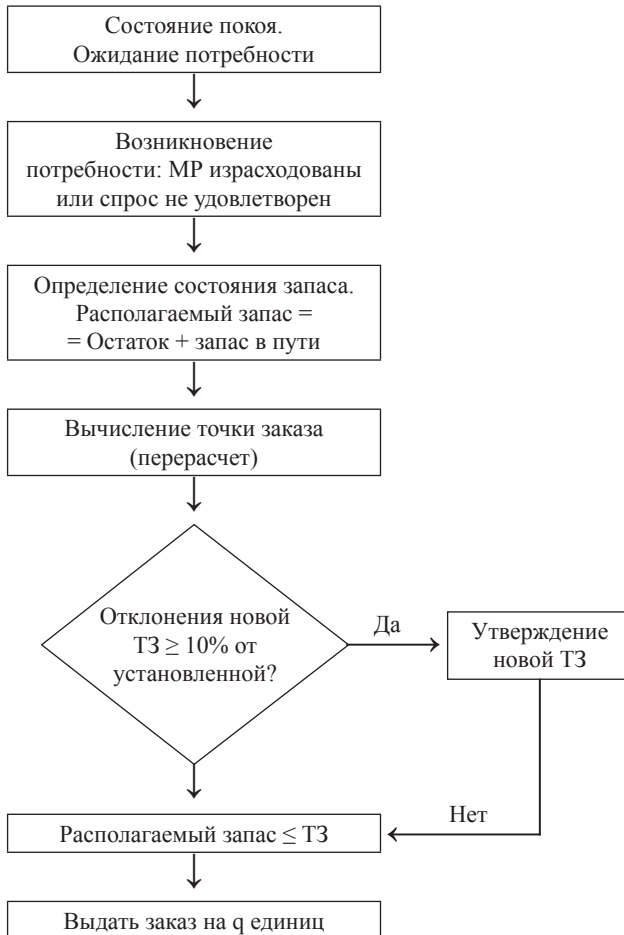 Состояние покоя.
Ожидание потребности
Возникновение
потребности: МР израсходованы
или спрос не удовлетворен
Определение состояния запаса.
Располагаемый запас =
= Остаток + запас в пути
Вычисление точки заказа
(перерасчет)
Отклонения новой
ТЗ ≥ 10% от
установленной?
Да
Утверждение
новой ТЗ
Нет
Располагаемый запас ≤ ТЗ
Выдать заказ на q единиц